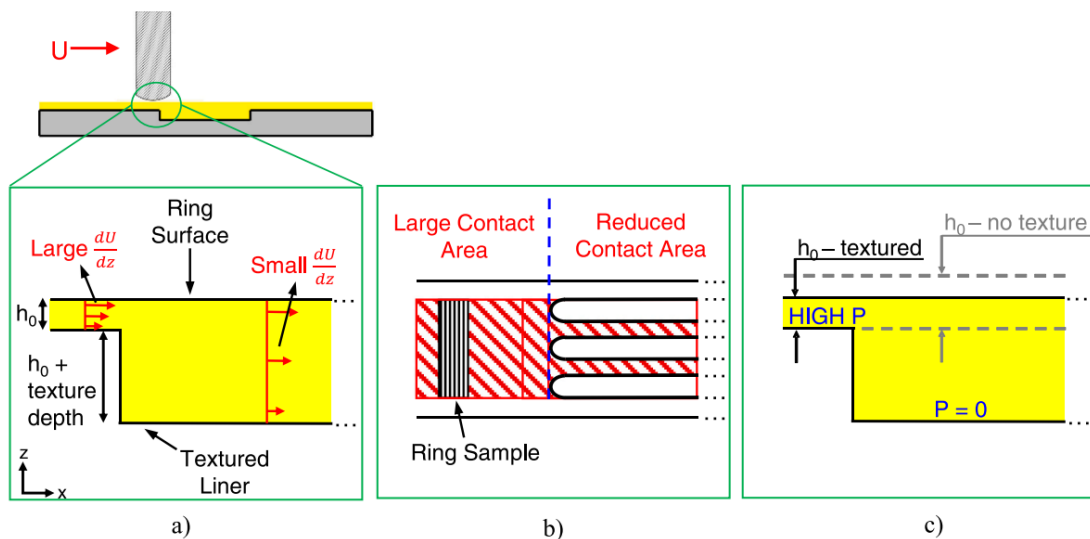 U
Ring
Surface
Large dU/dz
Small dU/dz
h₀
h₀ +
texture
depth
Textured
Liner
z
x
a)
Large Contact
Area
Reduced
Contact Area
Ring Sample
b)
h₀ – no texture
h₀ – textured
HIGH P
P = 0
c)